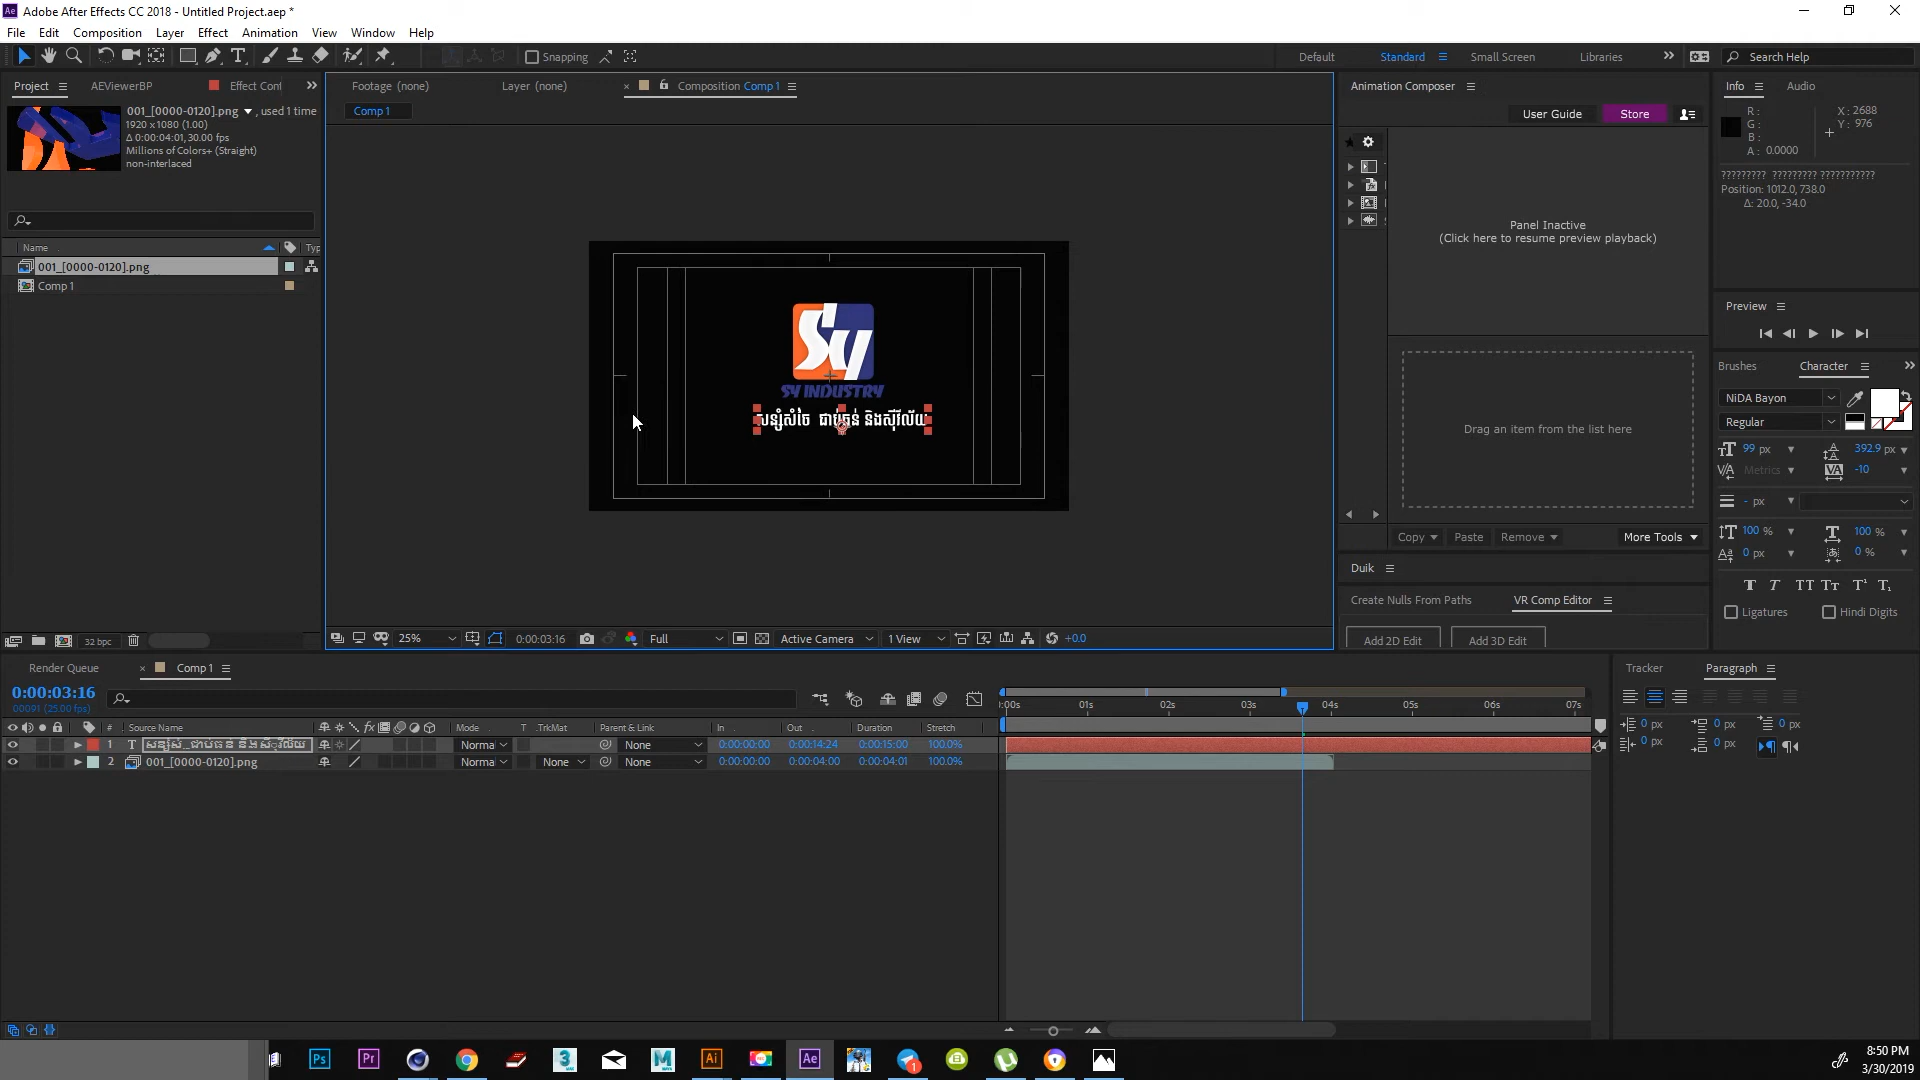 Adobe After Effects CC 2018 - Untitled Project.aep *
File Edit Composition Layer Effect Animation View Window Help
Snapping
Default Standard Small Screen Libraries Search Help
Project AEViewerBP Effect Cont
001_[0000-0120].png , used 1 time
1920 x 1080 (1.00)
Δ 0:00:04:01, 30.00 fps
Millions of Colors+ (Straight)
non-interlaced
Name Typ
001_[0000-0120].png
Comp 1
32 bpc
Footage (none) Layer (none) Composition Comp 1
Comp 1
Sy
SY INDUSTRY
សន្សំសំចៃ ជាប់ធន់ និងស៊ីវីល័យ
25% 0:00:03:16 Full Active Camera 1 View +0.0
Animation Composer
User Guide Store
Panel Inactive
(Click here to resume preview playback)
Drag an item from the list here
Copy Paste Remove More Tools
Duik
Create Nulls From Paths VR Comp Editor
Add 2D Edit Add 3D Edit
Info Audio
R : X : 2688
G : Y : 976
B :
A : 0.0000
????????? ????????? ???????????
Position: 1012.0, 738.0
Δ: 20.0, -34.0
Preview
Brushes Character
NiDA Bayon
Regular
99 px 392.9 px
Metrics -10
- px
100 % 100 %
0 px 0 %
T T TT Tt T¹ T₁
Ligatures Hindi Digits
Render Queue Comp 1
0:00:03:16
00091 (25.00 fps)
:00s 01s 02s 03s 04s 05s 06s 07s
# Source Name Mode T .TrkMat Parent & Link In Out Duration Stretch
1 T Norma None 0:00:00:00 0:00:14:24 0:00:15:00 100.0%
2 001_[0000-0120].png Norma None None 0:00:00:00 0:00:04:00 0:00:04:01 100.0%
Tracker Paragraph
0 px 0 px 0 px
0 px 0 px
Ps Pr 3 M Ai Ae 1
8:50 PM
3/30/2019